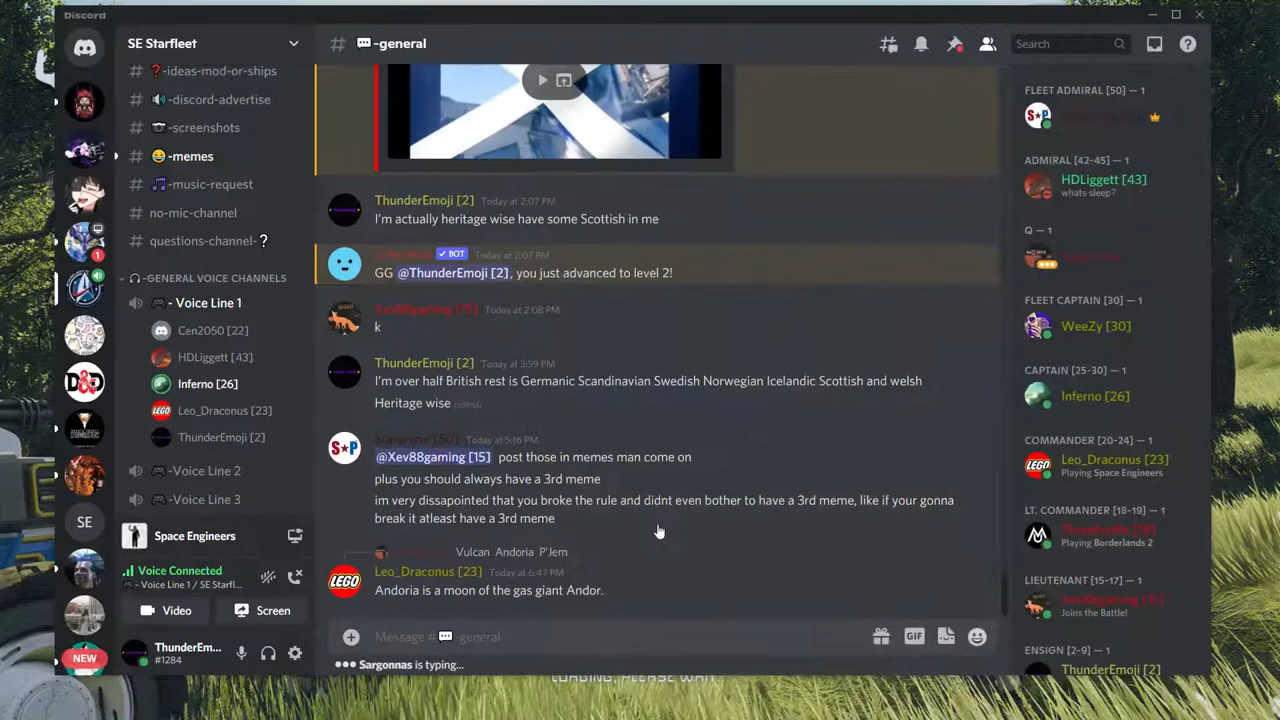 Discord
SE Starfleet
❓-ideas-mod-or-ships
🔊-discord-advertise
📷-screenshots
😂-memes
🎵-music-request
no-mic-channel
questions-channel-❓
🎧-GENERAL VOICE CHANNELS
🎮- Voice Line 1
Cen2050 [22]
HDLiggett [43]
Inferno [26]
Leo_Draconus [23]
ThunderEmoji [2]
🎮-Voice Line 2
🎮-Voice Line 3
Space Engineers
Voice Connected
🎮- Voice Line 1 / SE Starfl...
Video
Screen
ThunderEm...
#1284
SE
D&D
NEW
1
# 💬-general
Search
ThunderEmoji [2] Today at 2:07 PM
I'm actually heritage wise have some Scottish in me
✓ BOT Today at 2:07 PM
GG @ThunderEmoji [2], you just advanced to level 2!
Xev88gaming [15] Today at 2:08 PM
k
ThunderEmoji [2] Today at 3:59 PM
I'm over half British rest is Germanic Scandinavian Swedish Norwegian Icelandic Scottish and welsh
Heritage wise (edited)
S★P
Today at 5:16 PM
@Xev88gaming [15] post those in memes man come on
plus you should always have a 3rd meme
im very dissapointed that you broke the rule and didnt even bother to have a 3rd meme, like if your gonna
break it atleast have a 3rd meme
Vulcan Andoria P'Jem
LEGO
Leo_Draconus [23] Today at 6:47 PM
Andoria is a moon of the gas giant Andor.
Message #💬-general
GIF
Sargonnas is typing...
FLEET ADMIRAL [50] — 1
S★P
ADMIRAL [42-45] — 1
HDLiggett [43]
whats sleep?
Q — 1
FLEET CAPTAIN [30] — 1
WeeZy [30]
CAPTAIN [25-30] — 1
Inferno [26]
COMMANDER [20-24] — 1
Leo_Draconus [23]
Playing Space Engineers
LT. COMMANDER [18-19] — 1
Playing Borderlands 2
LIEUTENANT [15-17] — 1
Xev88gaming [15]
Joins the Battle!
ENSIGN [2-9] — 1
ThunderEmoji [2]
LOADING, PLEASE WAIT